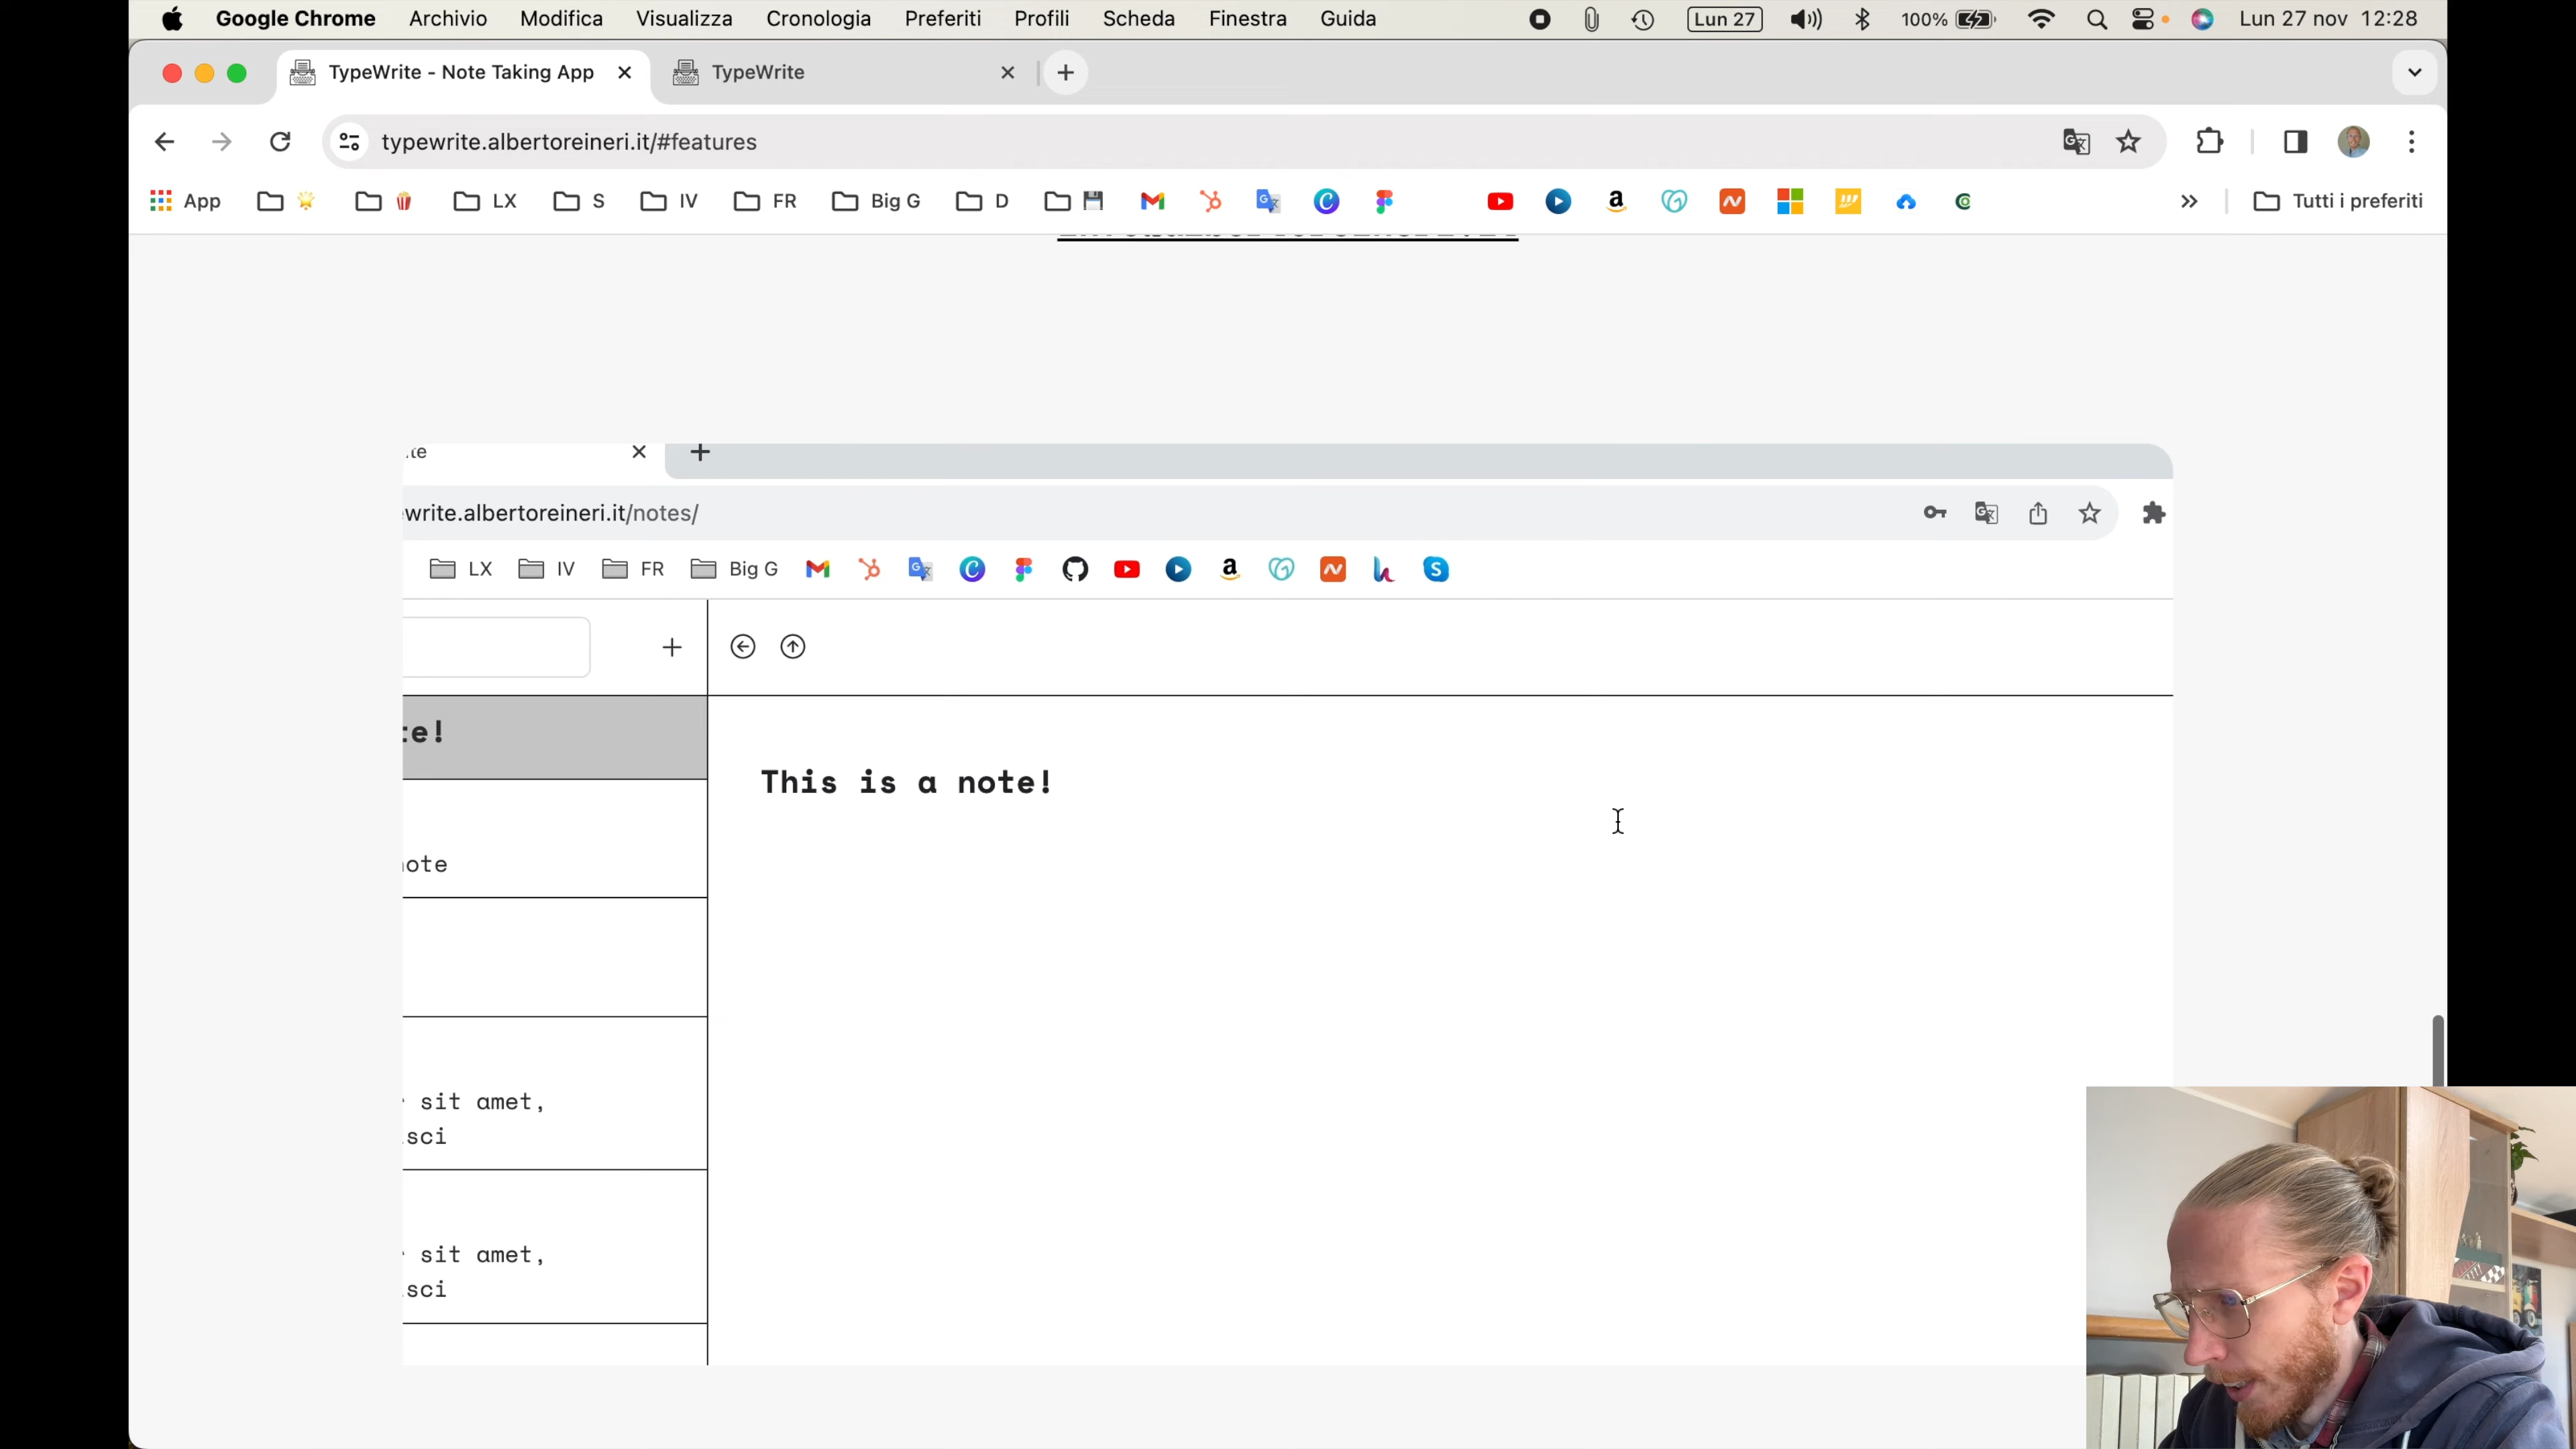 Google Chrome Archivio Modifica Visualizza Cronologia Preferiti Profili Scheda Finestra Guida Lun 27 100% Lun 27 nov 12:28
TypeWrite - Note Taking App TypeWrite
typewrite.albertoreineri.it/#features
App LX S IV FR Big G D Tutti i preferiti
te
write.albertoreineri.it/notes/
LX IV FR Big G
te!
This is a note!
ote
sit amet,
sci
sit amet,
sci